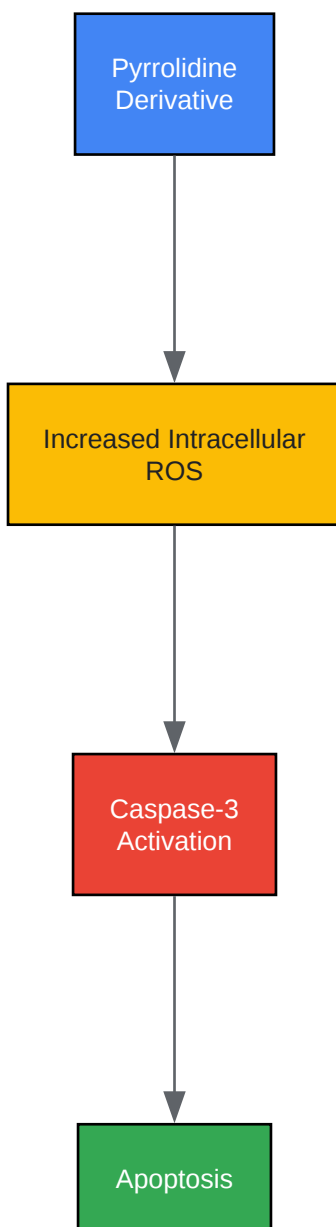 Pyrrolidine
Derivative
Increased Intracellular
ROS
Caspase-3
Activation
Apoptosis